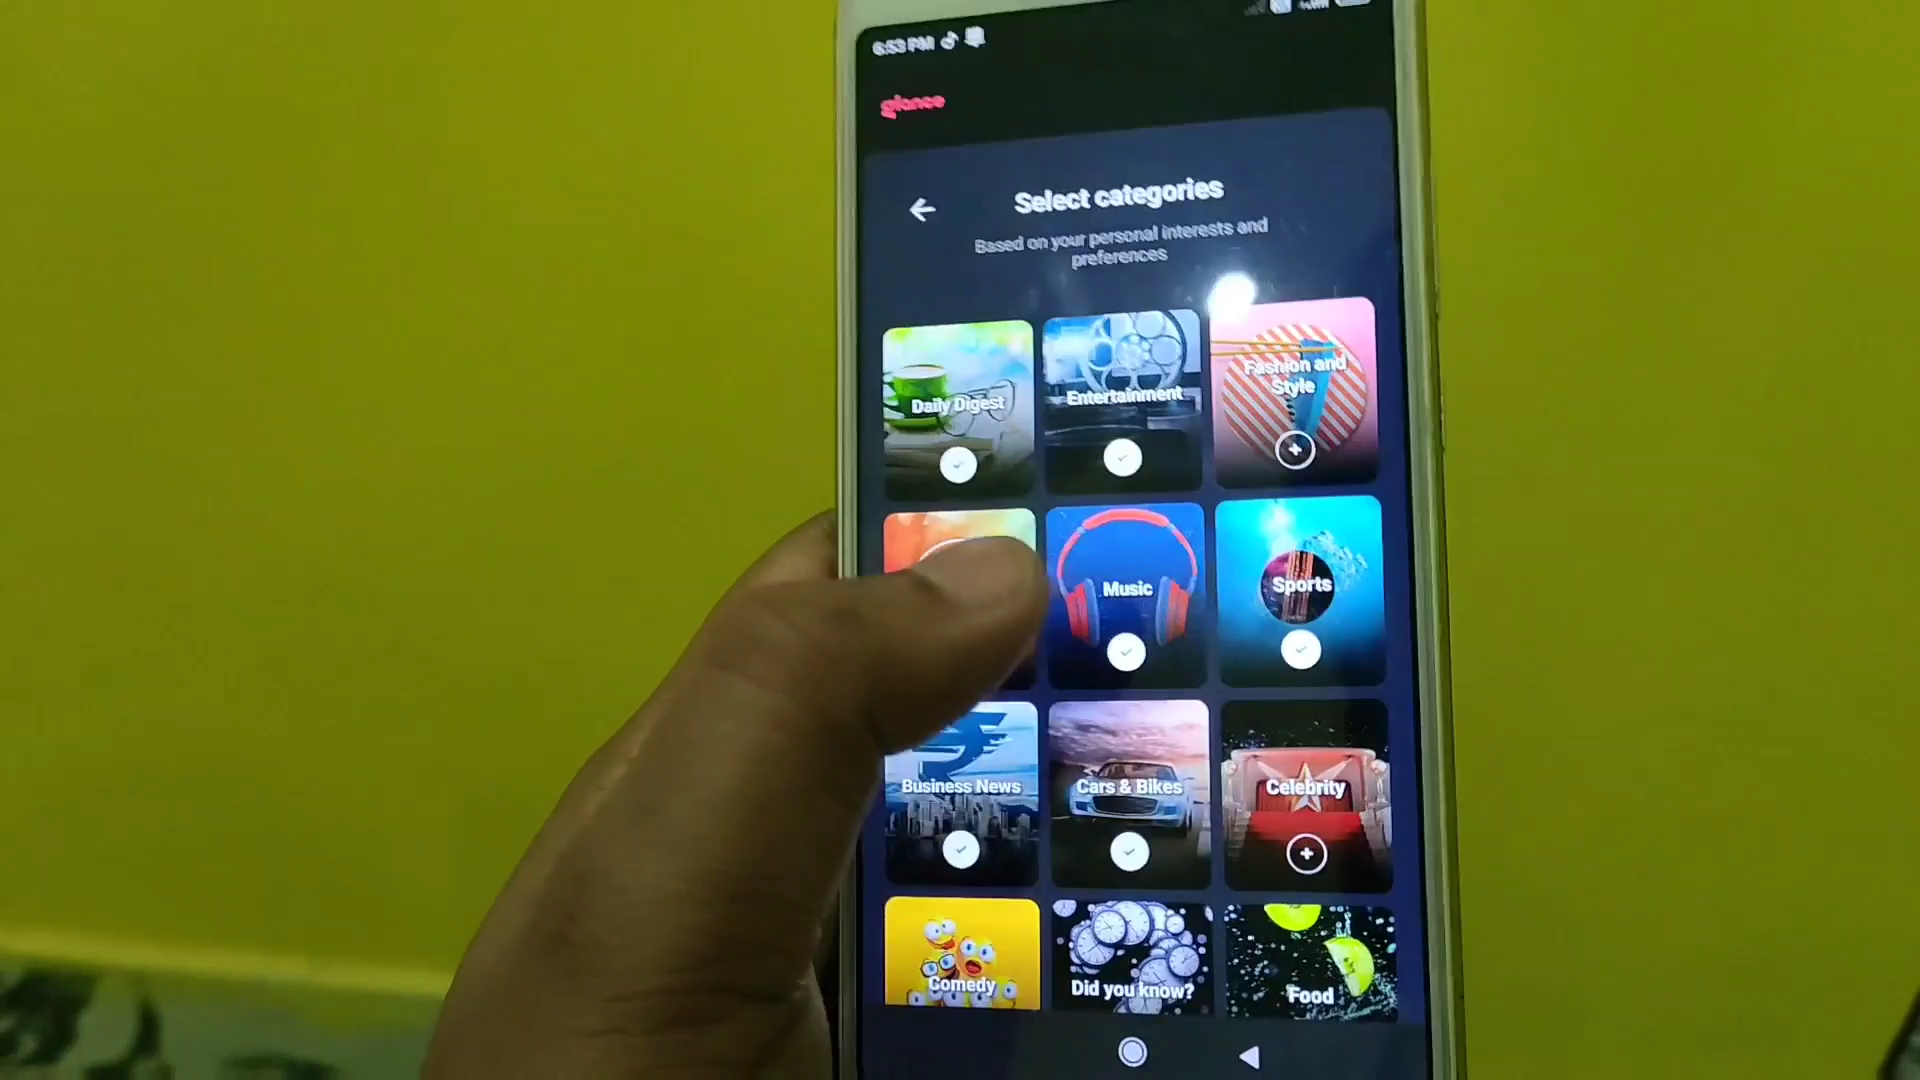 6:53 PM
glance
Select categories
Based on your personal interests and
preferences
Daily Digest
Entertainment
Fashion and
Style
Music
Sports
Business News
Cars & Bikes
Celebrity
Comedy
Did you know?
Food